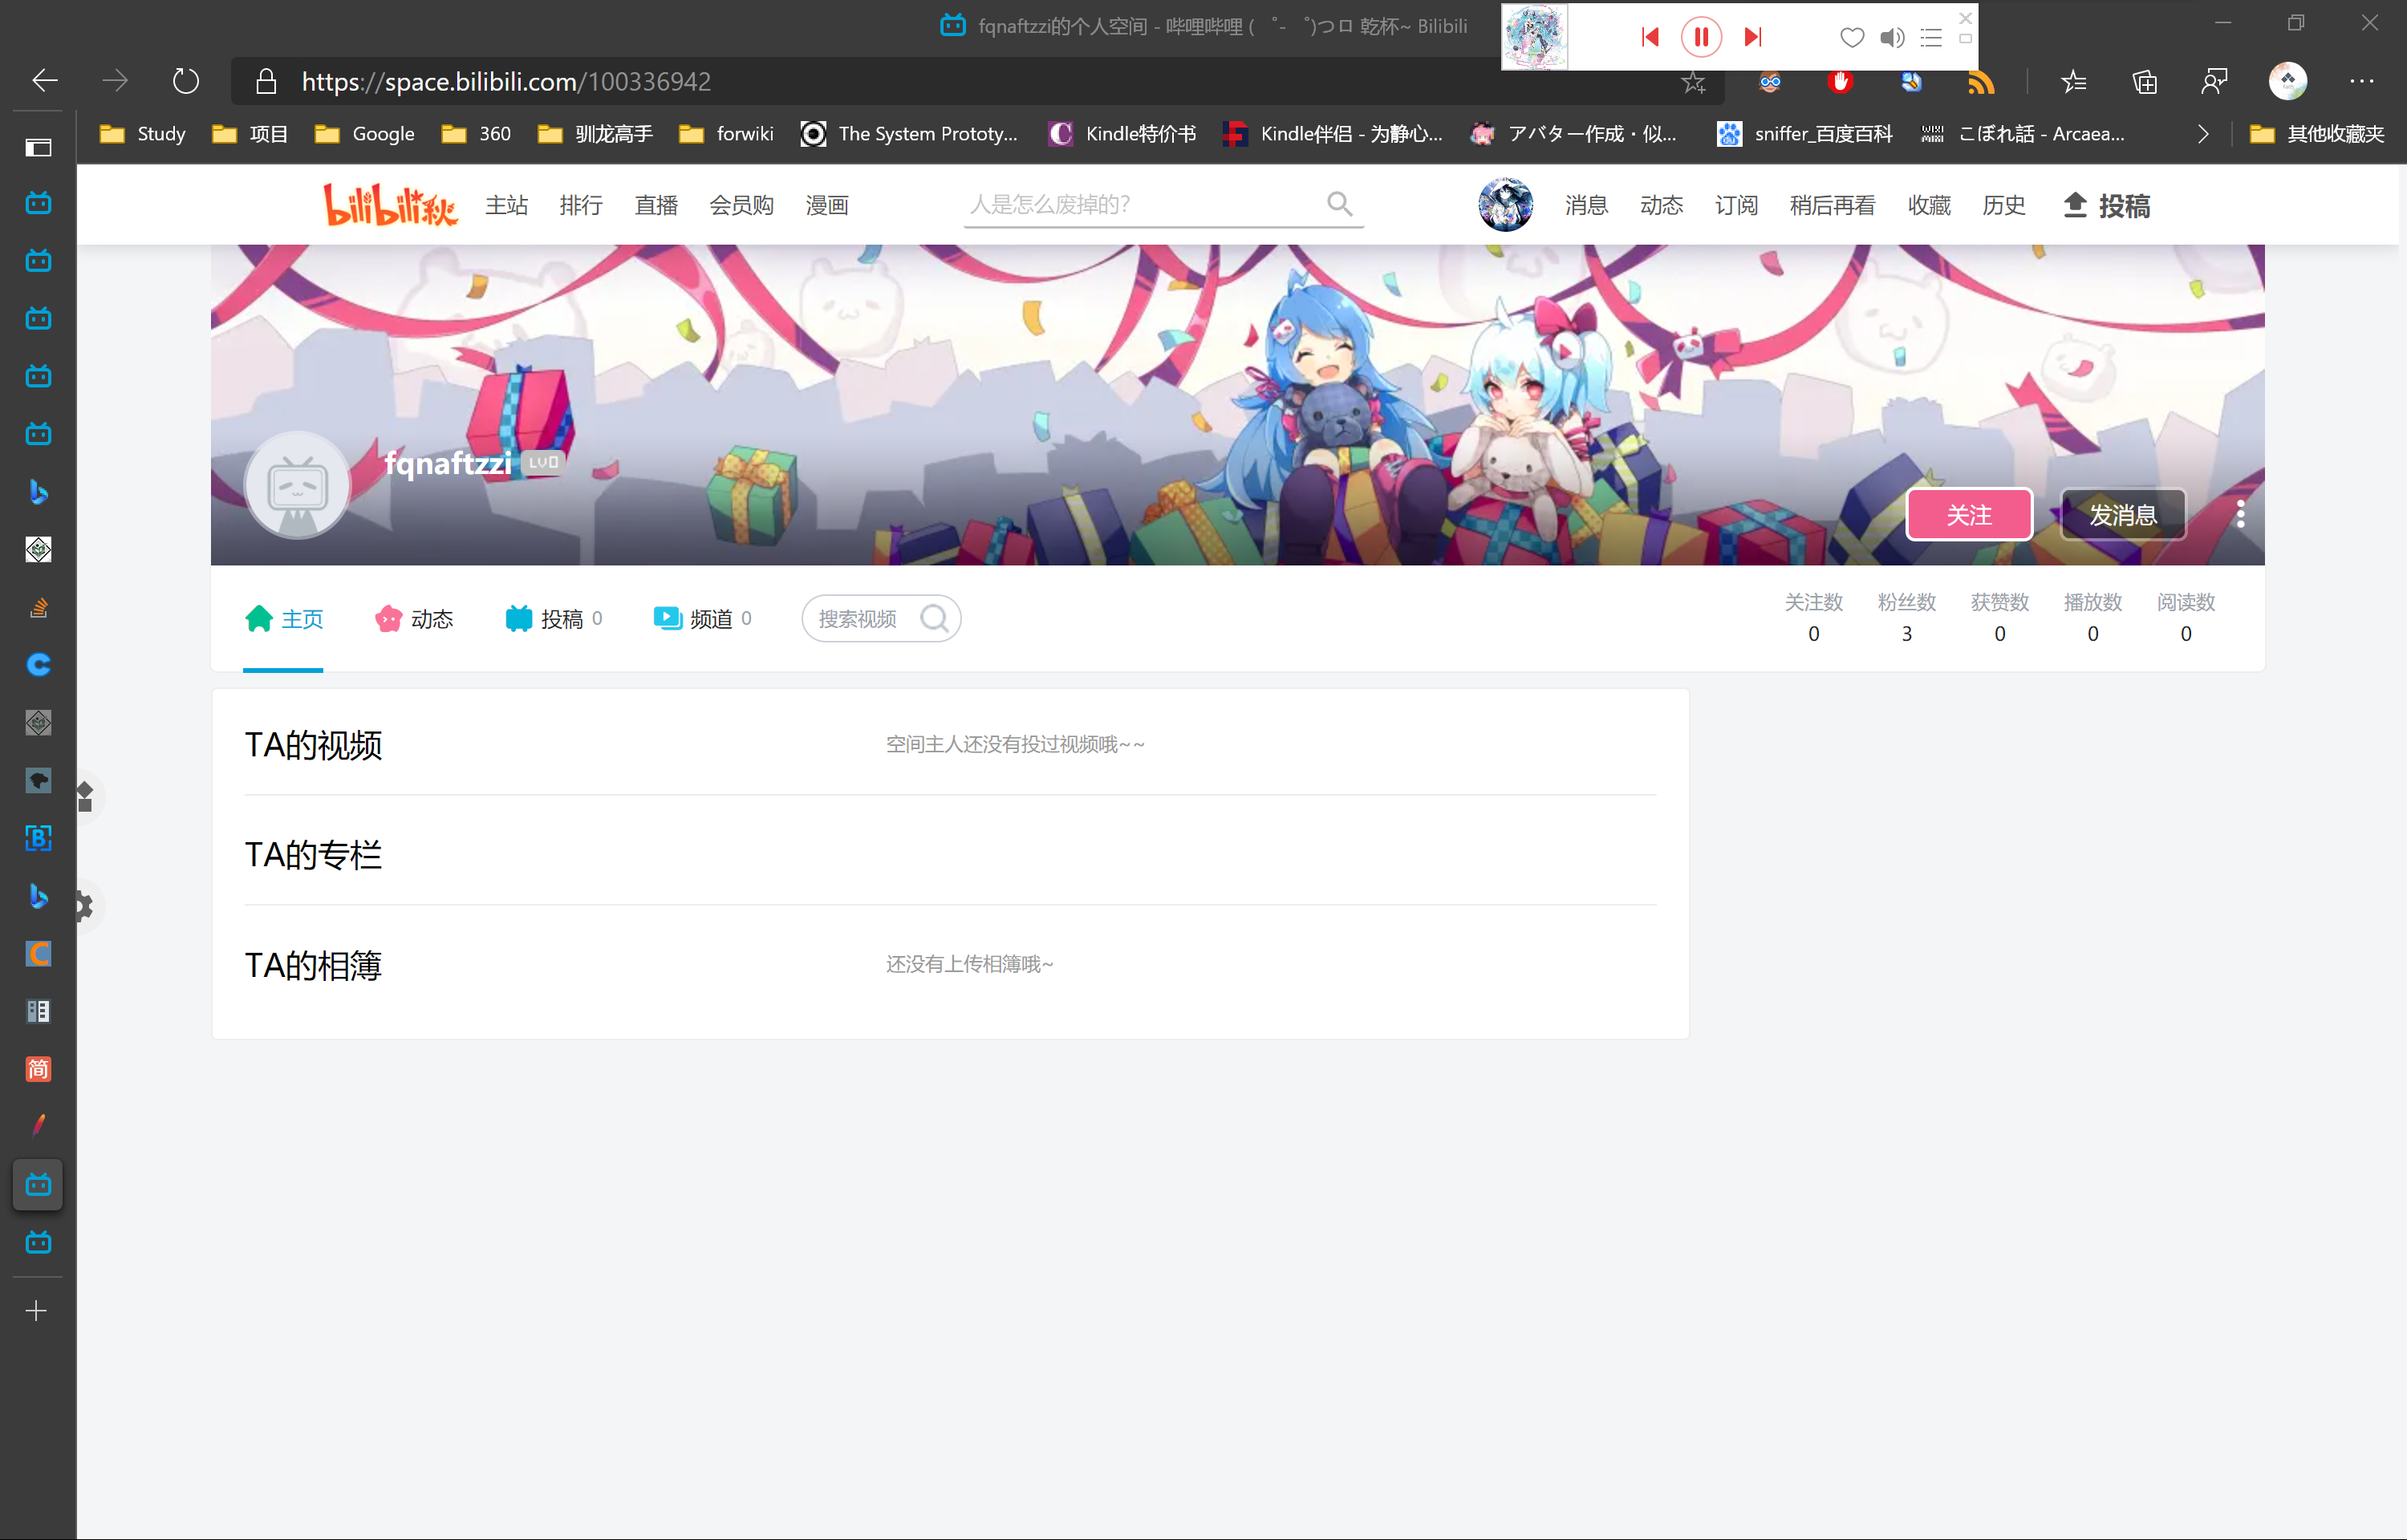 fqnaftzzi的个人空间 - 哔哩哔哩 ( ゜- ゜)つロ 乾杯~ Bilibili
https://space.bilibili.com/100336942
Study 项目 Google 360 驯龙高手 forwiki The System Prototy... Kindle特价书 Kindle伴侣 - 为静心... アバター作成・似... sniffer_百度百科 こぼれ話 - Arcaea... 其他收藏夹
bilibili秋 主站 排行 直播 会员购 漫画 人是怎么废掉的? 消息 动态 订阅 稍后再看 收藏 历史 投稿
fqnaftzzi LV0
关注 发消息
主页 动态 投稿 0 频道 0 搜索视频
关注数 粉丝数 获赞数 播放数 阅读数
0 3 0 0 0
TA的视频 空间主人还没有投过视频哦~~
TA的专栏
TA的相簿 还没有上传相簿哦~
简